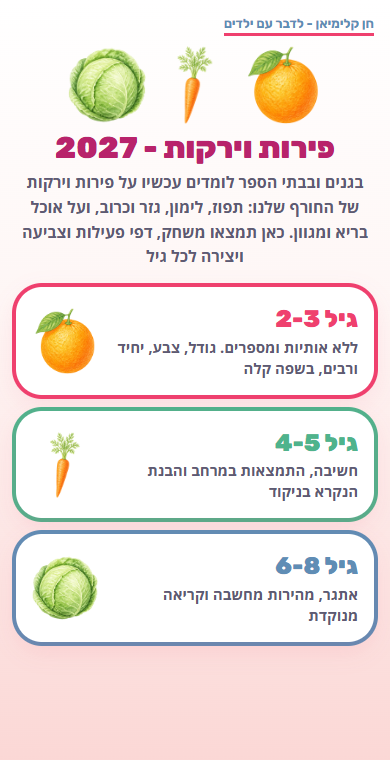 חן קלימיאן - לדבר עם ילדים
פירות וירקות - 2027
בגנים ובבתי הספר לומדים עכשיו על פירות וירקות
של החורף שלנו: תפוז, לימון, גזר וכרוב, ועל אוכל
בריא ומגוון. כאן תמצאו משחק, דפי פעילות וצביעה
ויצירה לכל גיל
גיל 2-3
ללא אותיות ומספרים. גודל, צבע, יחיד
ורבים, בשפה קלה
גיל 4-5
חשיבה, התמצאות במרחב והבנת
הנקרא בניקוד
גיל 6-8
אתגר, מהירות מחשבה וקריאה
מנוקדת